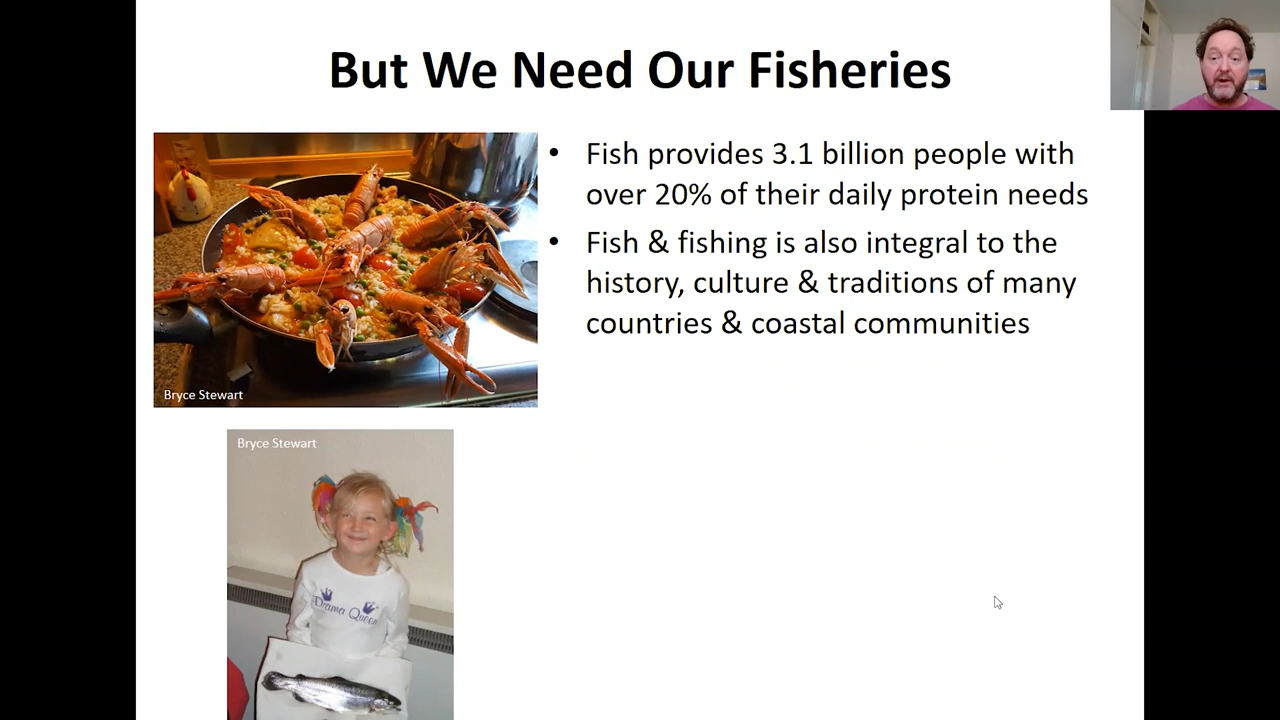 But We Need Our Fisheries
• Fish provides 3.1 billion people with
over 20% of their daily protein needs
• Fish & fishing is also integral to the
history, culture & traditions of many
countries & coastal communities
Bryce Stewart
Bryce Stewart
Drama Queen